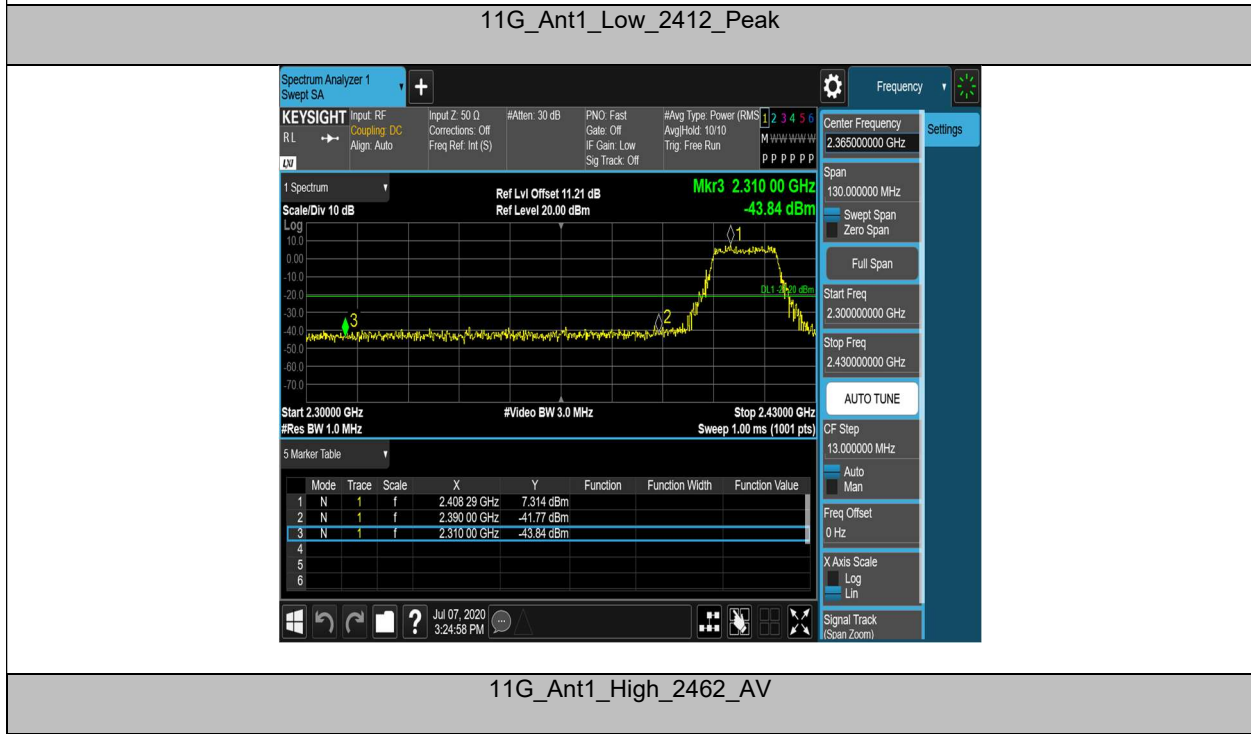 11G_Ant1_Low_2412_Peak
Spectrum Analyzer 1
Swept SA
+
Frequency
KEYSIGHT Input: RF Input Z: 50 Ω #Atten: 30 dB PNO: Fast #Avg Type: Power (RMS 1 2 3 4 5 6
RL Coupling: DC Corrections: Off Gate: Off Avg|Hold: 10/10 M W W W W W
Align: Auto Freq Ref: Int (S) IF Gain: Low Trig: Free Run
LXI Sig Track: Off P P P P P P
Center Frequency
2.365000000 GHz
Settings
Span
130.000000 MHz
Swept Span
Zero Span
Full Span
Start Freq
2.300000000 GHz
Stop Freq
2.430000000 GHz
AUTO TUNE
CF Step
13.000000 MHz
Auto
Man
Freq Offset
0 Hz
X Axis Scale
Log
Lin
Signal Track
(Span Zoom)
1 Spectrum
Ref Lvl Offset 11.21 dB Mkr3 2.310 00 GHz
Scale/Div 10 dB Ref Level 20.00 dBm -43.84 dBm
Log
10.0
0.00
-10.0
-20.0
-30.0
-40.0
-50.0
-60.0
-70.0
1
2
3
Start 2.30000 GHz #Video BW 3.0 MHz Stop 2.43000 GHz
#Res BW 1.0 MHz Sweep 1.00 ms (1001 pts)
5 Marker Table
Mode Trace Scale X Y Function Function Width Function Value
1 N 1 f 2.408 29 GHz 7.314 dBm
2 N 1 f 2.390 00 GHz -41.77 dBm
3 N 1 f 2.310 00 GHz -43.84 dBm
4
5
6
? Jul 07, 2020
3:24:58 PM
11G_Ant1_High_2462_AV